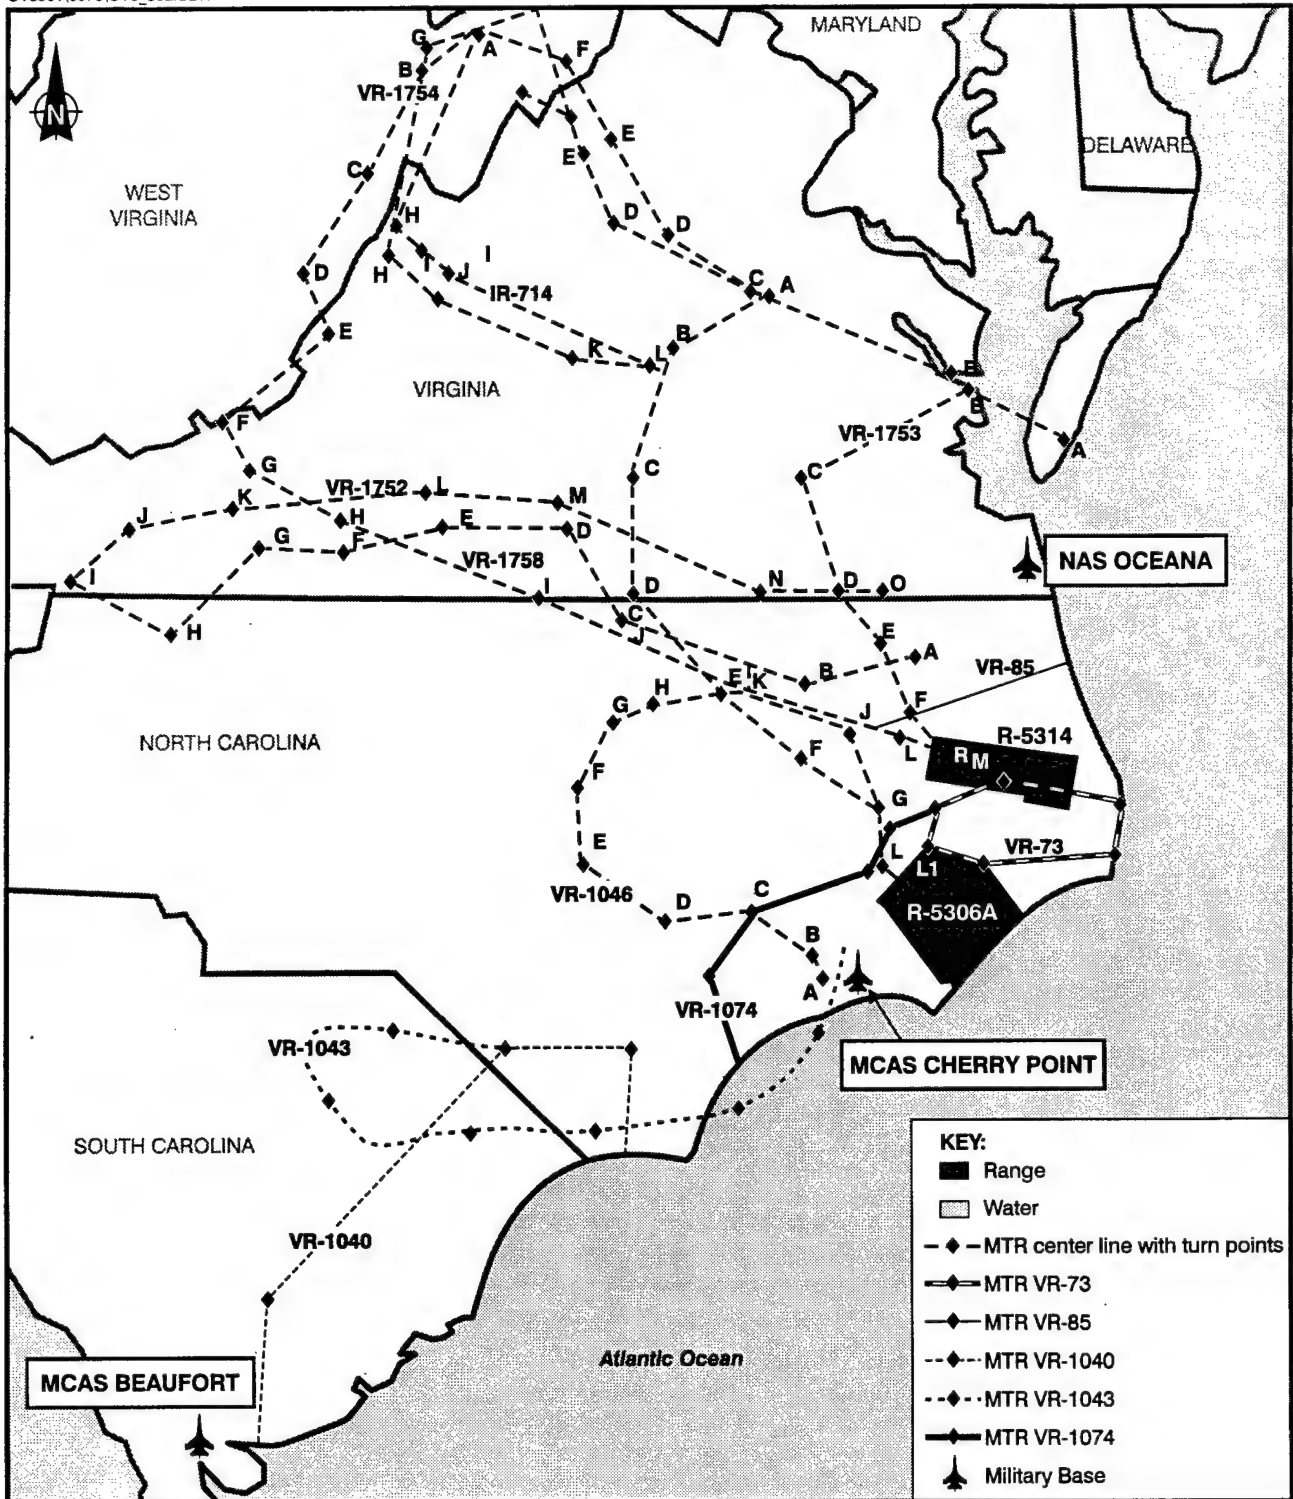 MARYLAND
G
A
F
B
VR-1754
N
E
DELAWARE
E
C
WEST
VIRGINIA
H
D
D
I
H
I
J
D
C
A
IR-714
E
B
K
L
VIRGINIA
B
B
F
VR-1753
A
G
C
C
VR-1752
L
K
M
J
H
E
D
G
F
VR-1758
NAS OCEANA
I
I
D
N
D
O
C
H
J
E
A
B
VR-85
E
K
H
G
J
F
R-5314
NORTH CAROLINA
L
R
M
F
F
G
E
L
VR-73
L1
VR-1046
C
D
R-5306A
B
A
VR-1074
VR-1043
MCAS CHERRY POINT
SOUTH CAROLINA
VR-1040
Atlantic Ocean
MCAS BEAUFORT
KEY:
Range
Water
MTR center line with turn points
MTR VR-73
MTR VR-85
MTR VR-1040
MTR VR-1043
MTR VR-1074
Military Base